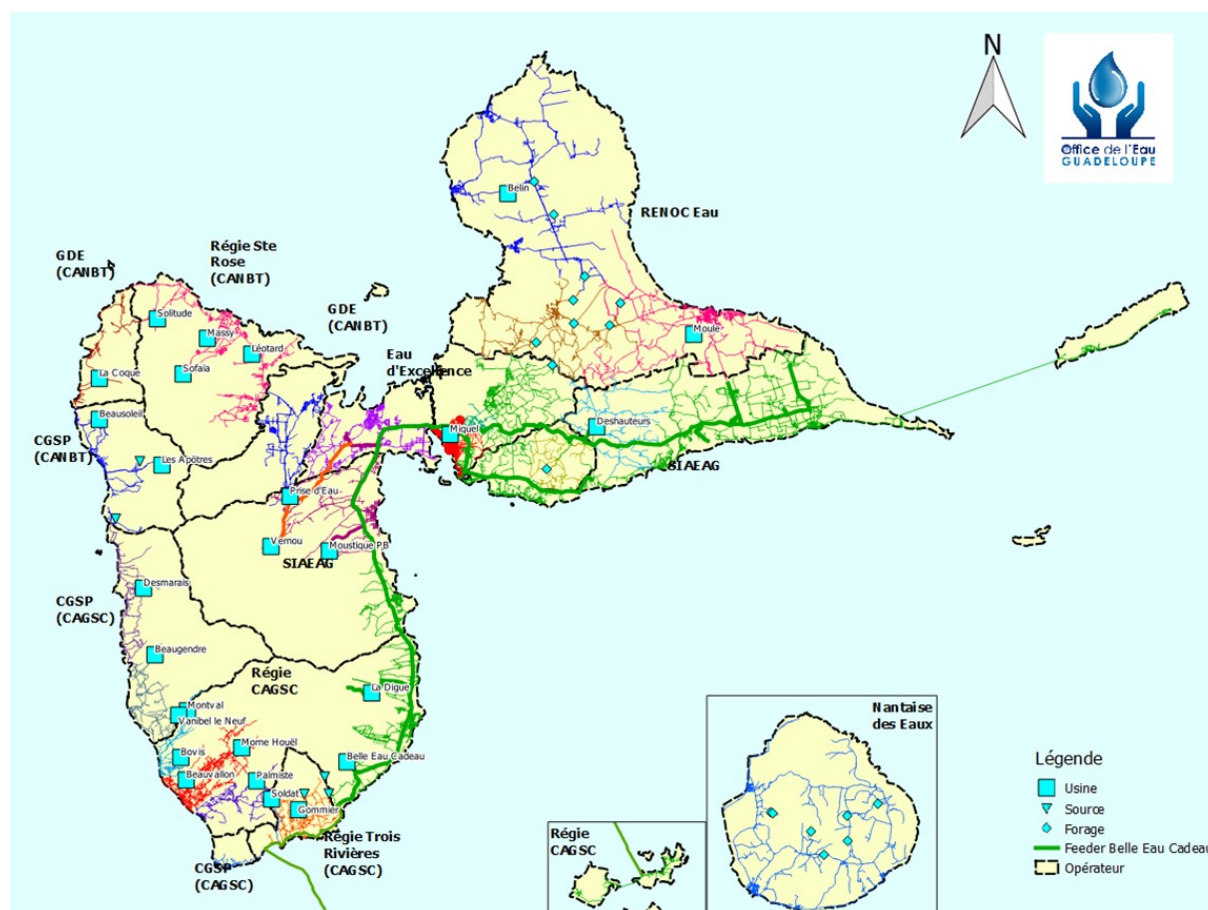 N
Office de l'Eau
GUADELOUPE
RENOC Eau
GDE
(CANBT)
Régie Ste
Rose
(CANBT)
GDE
(CANBT)
Eau
d'Excellence
Belin
Solitude
Massy
Léotard
Moule
La Coque
Sofaïa
Beausoleil
CGSP
(CANBT)
Les Apôtres
Miquel
Deshauteurs
SIAEAG
Prise d'Eau
Vernou
Moustique PB
SIAEAG
Desmarais
CGSP
(CAGSC)
Beaugendre
Régie
CAGSC
La Digue
Montval
Vanibel le Neuf
Morne Houël
Bovis
Belle Eau Cadeau
Beauvallon
Palmiste
Soldat
Gommier
Régie Trois
Rivières
(CAGSC)
CGSP
(CAGSC)
Régie
CAGSC
Nantaise
des Eaux
Légende
Usine
Source
Forage
Feeder Belle Eau Cadeau
Opérateur